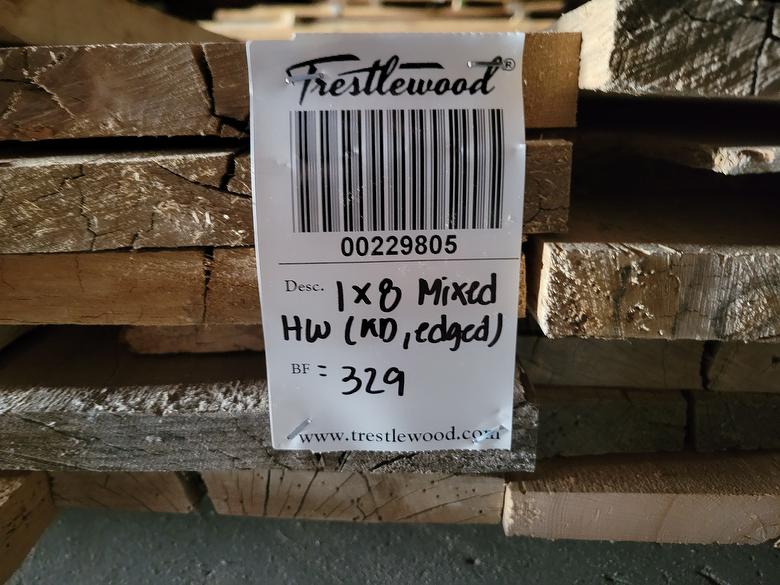 Trestlewood®
00229805
Desc. 1x8 Mixed
HW (KD, edged)
BF = 329
www.trestlewood.com